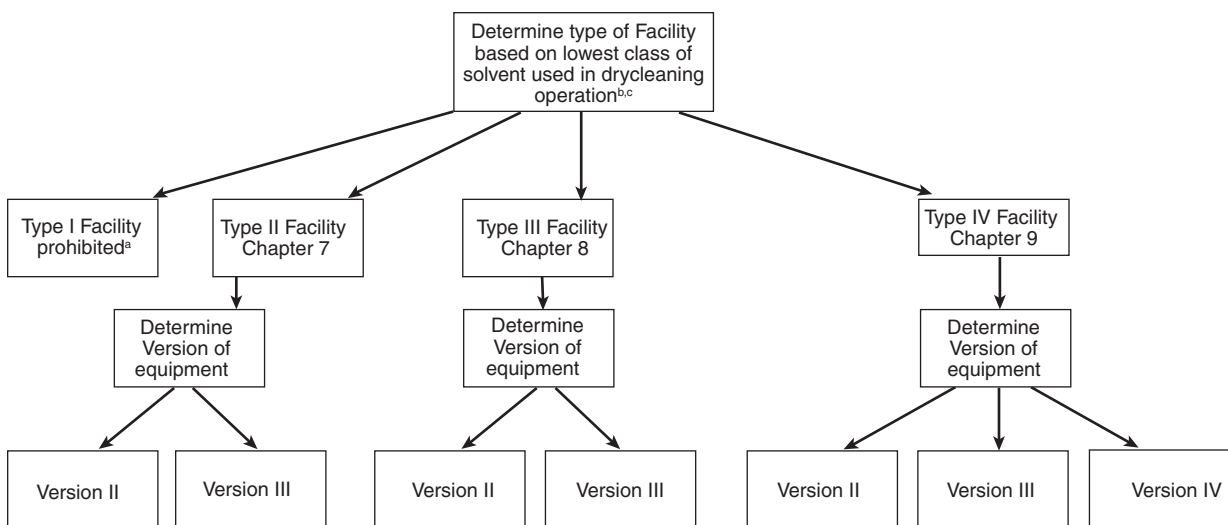 Determine type of Facility
based on lowest class of
solvent used in drycleaning
operationb,c
Type I Facility
prohibiteda
Type II Facility
Chapter 7
Type III Facility
Chapter 8
Type IV Facility
Chapter 9
Determine
Version of
equipment
Determine
Version of
equipment
Determine
Version of
equipment
Version II
Version III
Version II
Version III
Version II
Version III
Version IV